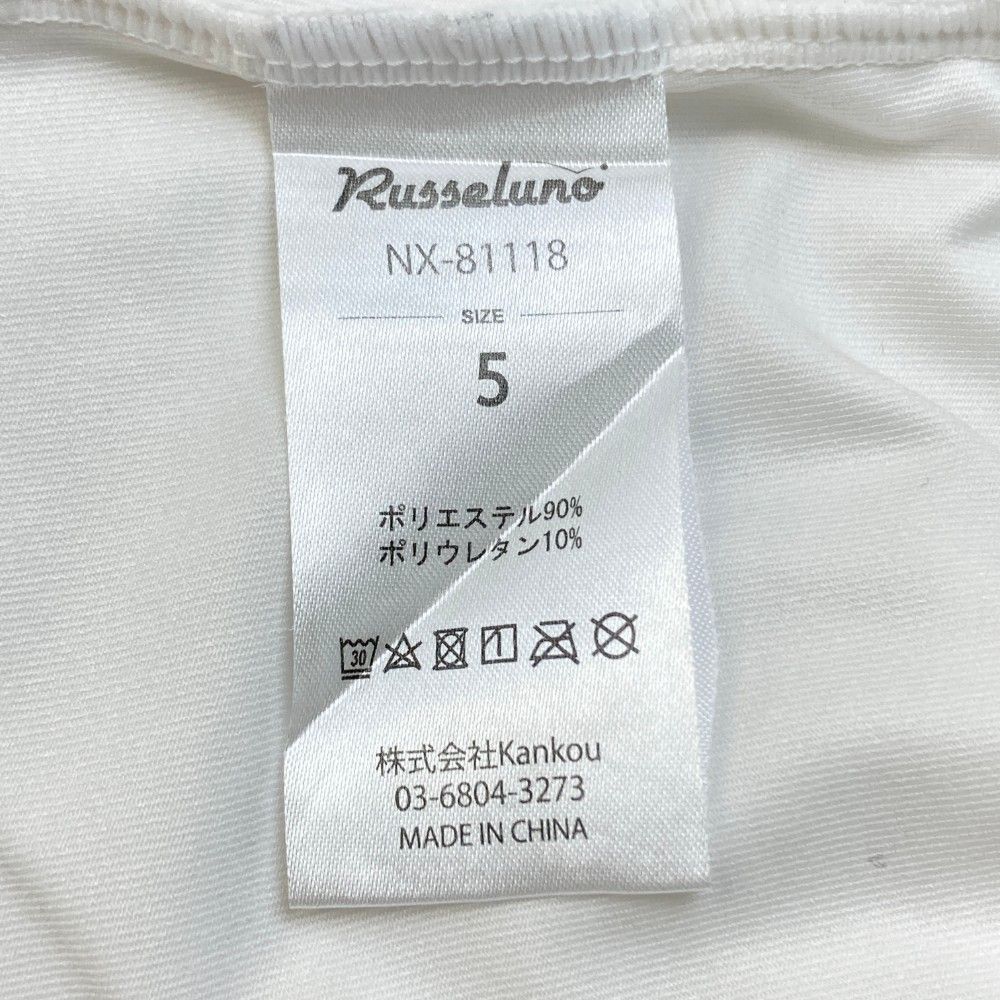 Russeluno
NX-81118
SIZE
5
ポリエステル90%
ポリウレタン10%
30
株式会社Kankou
03-6804-3273
MADE IN CHINA